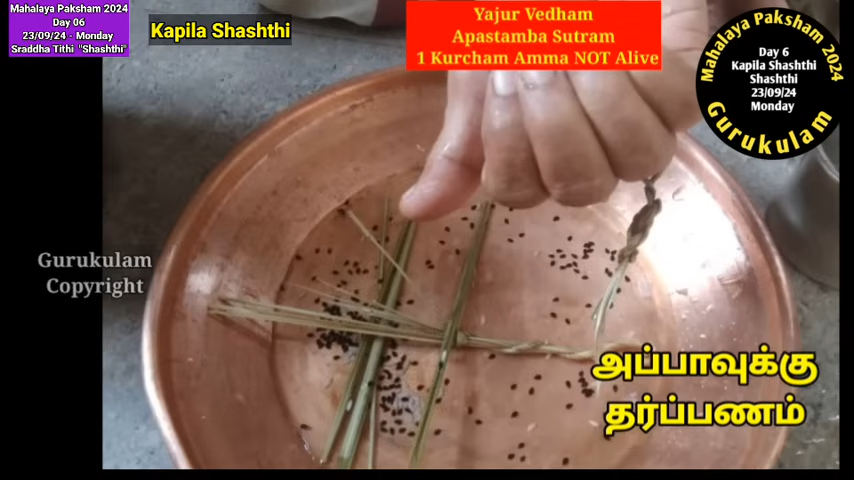 Mahalaya Paksham 2024
Day 06
23/09/24 - Monday
Sraddha Tithi "Shashthi"
Kapila Shashthi
Yajur Vedham
Apastamba Sutram
1 Kurcham Amma NOT Alive
Mahalaya Paksham 2024
Day 6
Kapila Shashthi
Shashthi
23/09/24
Monday
Gurukulam
Gurukulam
Copyright
அப்பாவுக்கு
தர்ப்பணம்